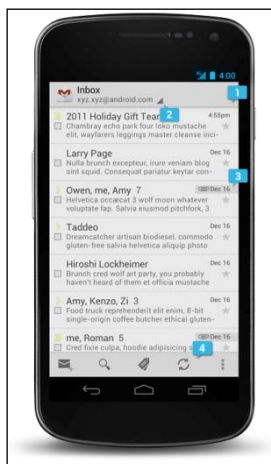 4:00
1
Inbox
xyz.xyz@android.com
2
2011 Holiday Gift Tea
4:55pm
Chambray echo park four loko mustache
elit, wayfarers leggings master cleanse inci-
Larry Page
Dec 16
Nulla brunch excepteur, irure veniam blog
sint squid. Consequat pariatur keytar con-
3
Owen, me, Amy 7
Dec 16
Helvetica occæcat 3 wolf moon whatever
voluptate fap. Salvia eiusmod pitchfork, 3
Taddeo
Dec 16
Dreamcatcher artisan biodiesel, commodo
gluten-free salvia helvetica aliquip photo
Hiroshi Lockheimer
Dec 16
Brunch cred wolf art party, you probably
haven't heard of them et officia mustache
Amy, Kenzo, Zi 3
Dec 16
Food truck reprehenderit elit enim, 8-bit
single-origin coffee butcher ethical gluten-
me, Roman 5
Dec 16
Cred fixie culpa, hoodie adipisicing s
4